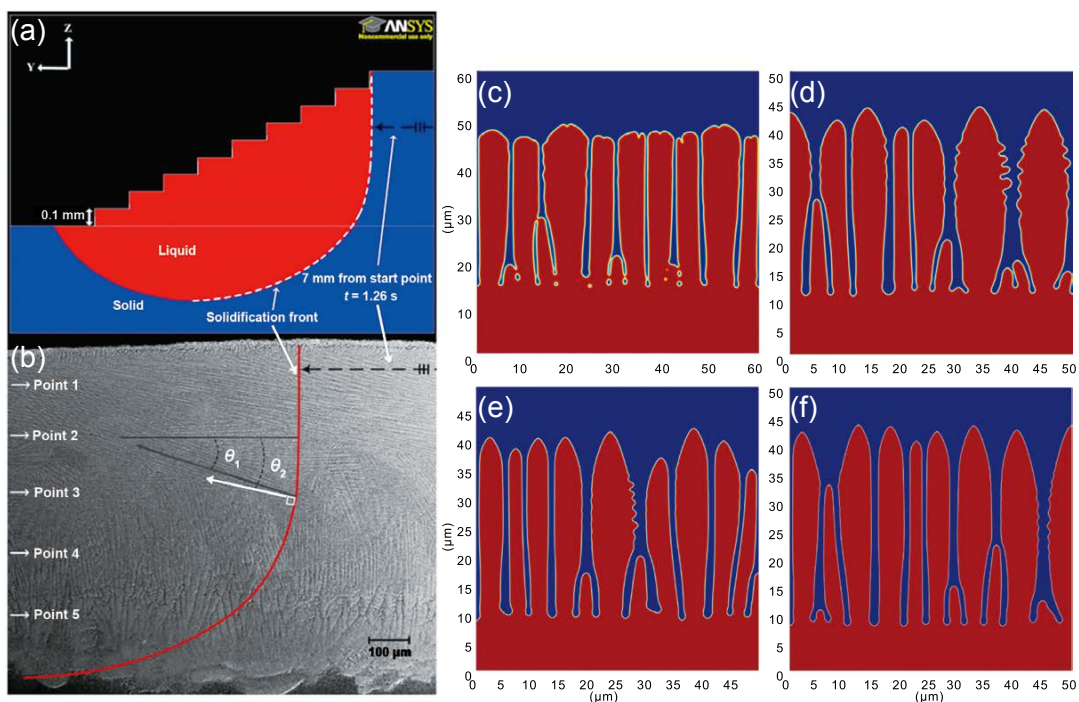 (a)
Z
Y
ANSYS
Noncommercial use only
0.1 mm
Liquid
Solid
7 mm from start point
t = 1.26 s
Solidification front
(b)
Point 1
Point 2
Point 3
Point 4
Point 5
θ1
θ2
100 µm
(c)
60
50
40
30
20
10
0
(µm)
0 10 20 30 40 50 60
(d)
50
45
40
35
30
25
20
15
10
5
0
0 5 10 15 20 25 30 35 40 45 50
(e)
45
40
35
30
25
20
15
10
5
0
(µm)
0 5 10 15 20 25 30 35 40 45
(µm)
(f)
50
45
40
35
30
25
20
15
10
5
0
0 5 10 15 20 25 30 35 40 45 50
(µm)